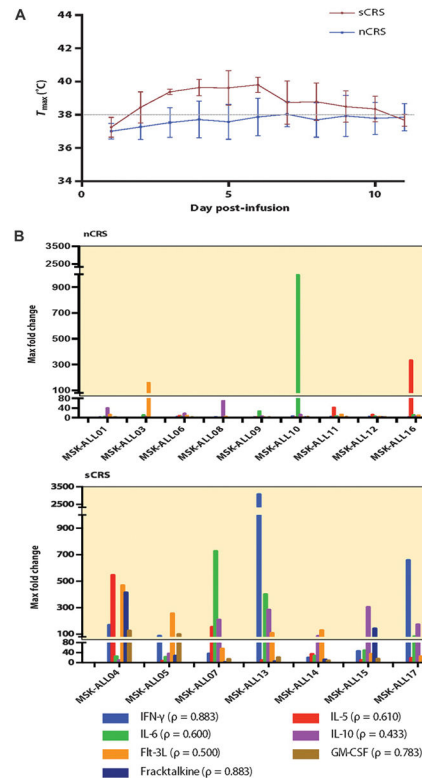 A
sCRS
nCRS
42
40
38
36
34
Tmax (°C)
0
5
10
Day post-infusion
B
nCRS
3500
2500
900
700
500
300
100
80
40
0
Max fold change
MSK-ALL01
MSK-ALL03
MSK-ALL06
MSK-ALL08
MSK-ALL09
MSK-ALL10
MSK-ALL11
MSK-ALL12
MSK-ALL16
sCRS
3500
2500
900
700
500
300
100
80
40
0
Max fold change
MSK-ALL04
MSK-ALL05
MSK-ALL07
MSK-ALL13
MSK-ALL14
MSK-ALL15
MSK-ALL17
IFN-γ (ρ = 0.883)
IL-5 (ρ = 0.610)
IL-6 (ρ = 0.600)
IL-10 (ρ = 0.433)
Flt-3L (ρ = 0.500)
GM-CSF (ρ = 0.783)
Fracktalkine (ρ = 0.883)